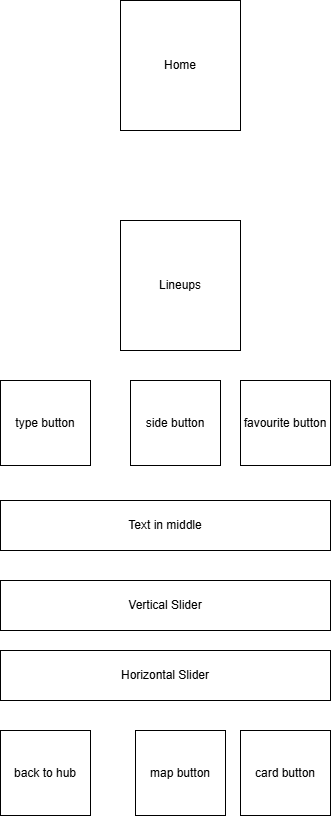 Home
Lineups
type button
side button
favourite button
Text in middle
Vertical Slider
Horizontal Slider
back to hub
map button
card button